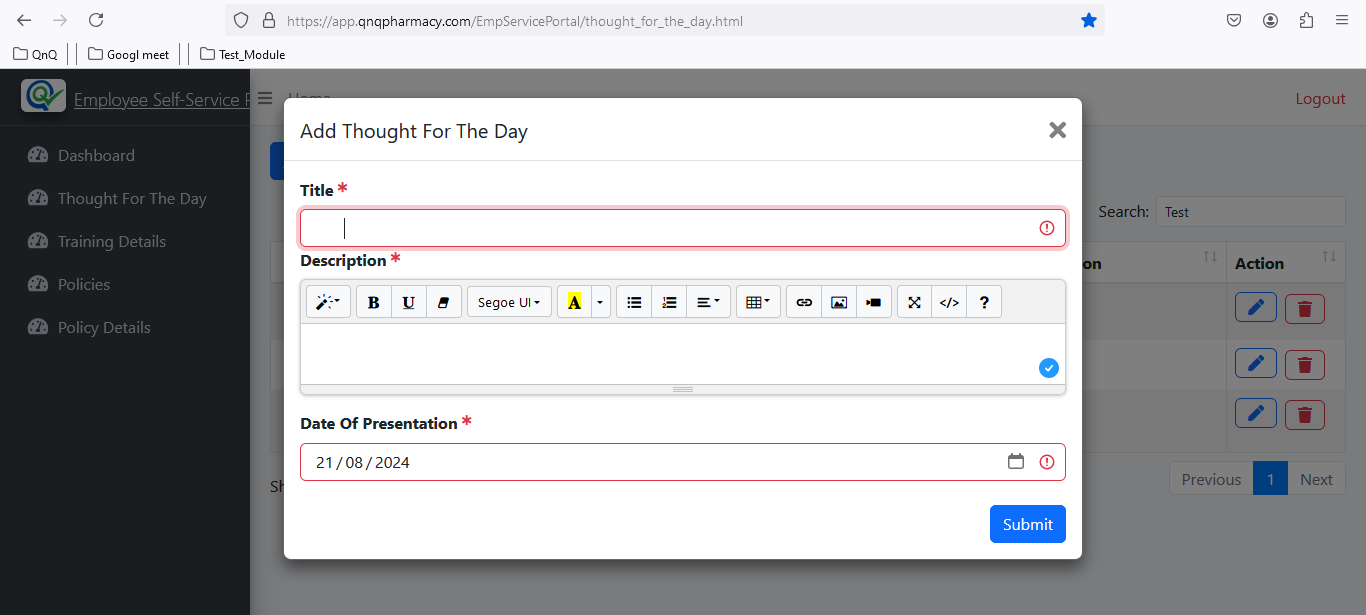 https://app.qnqpharmacy.com/EmpServicePortal/thought_for_the_day.html
QnQ Googl meet Test_Module
Employee Self-Service
Home
Logout
Add Thought For The Day
Dashboard
Thought For The Day
Training Details
Policies
Policy Details
Title *
Search: Test
Description *
on Action
B U Segoe UI A </> ?
Date Of Presentation *
21/08/2024
Previous 1 Next
Submit